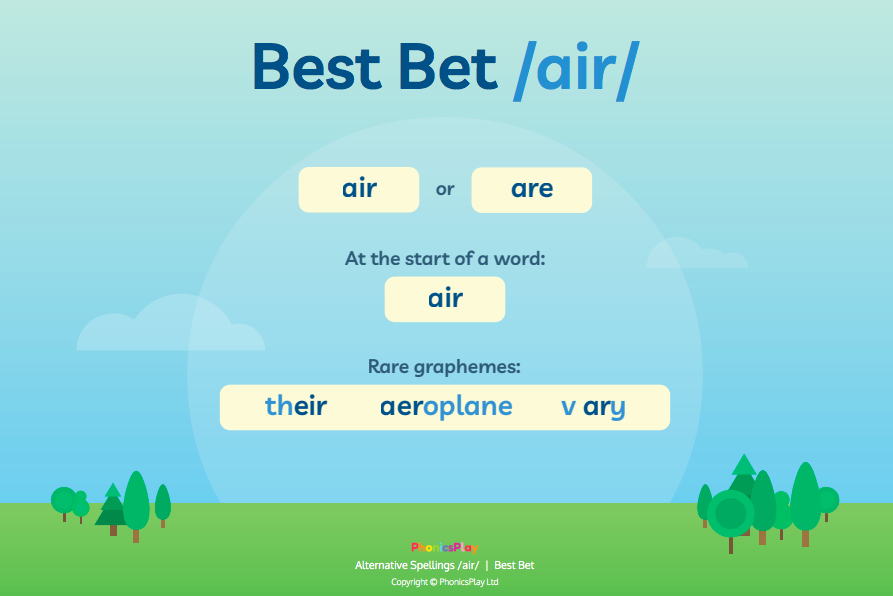 Best Bet /air/
air or are
At the start of a word:
air
Rare graphemes:
their aeroplane v ary
PhonicsPlay
Alternative Spellings /air/ | Best Bet
Copyright © PhonicsPlay Ltd